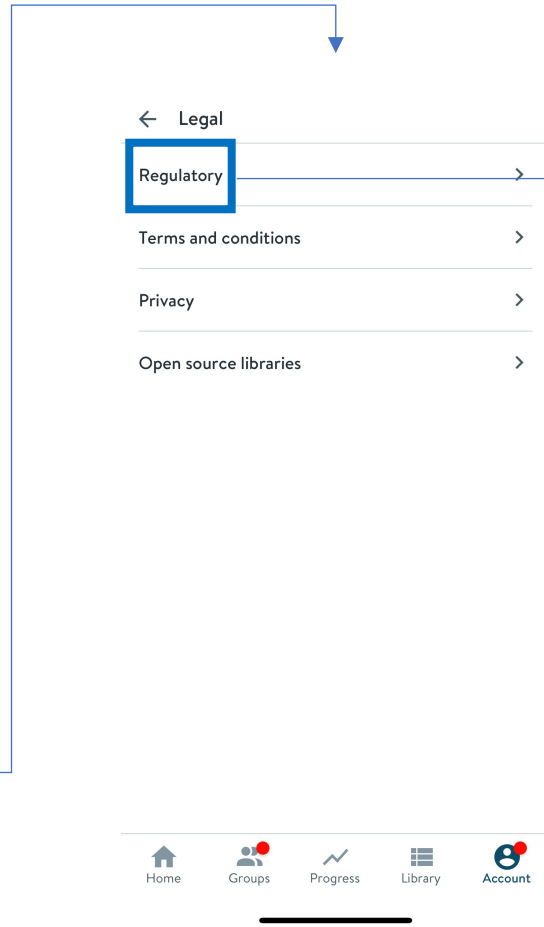 Legal
Regulatory
Terms and conditions
Privacy
Open source libraries
Home Groups Progress Library Account